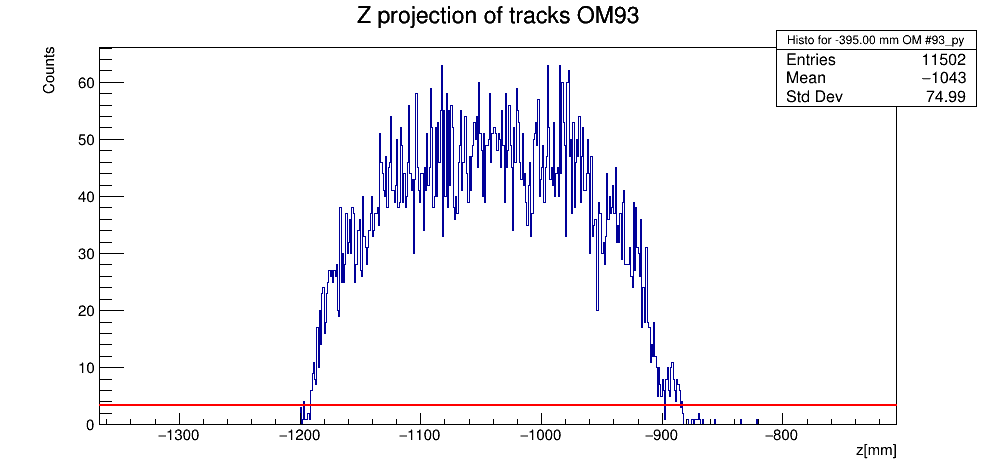 Z projection of tracks OM93
Histo for -395.00 mm OM #93_py
Entries 11502
Mean −1043
Std Dev 74.99
Counts
60
50
40
30
20
10
0
−1300 −1200 −1100 −1000 −900 −800
z[mm]